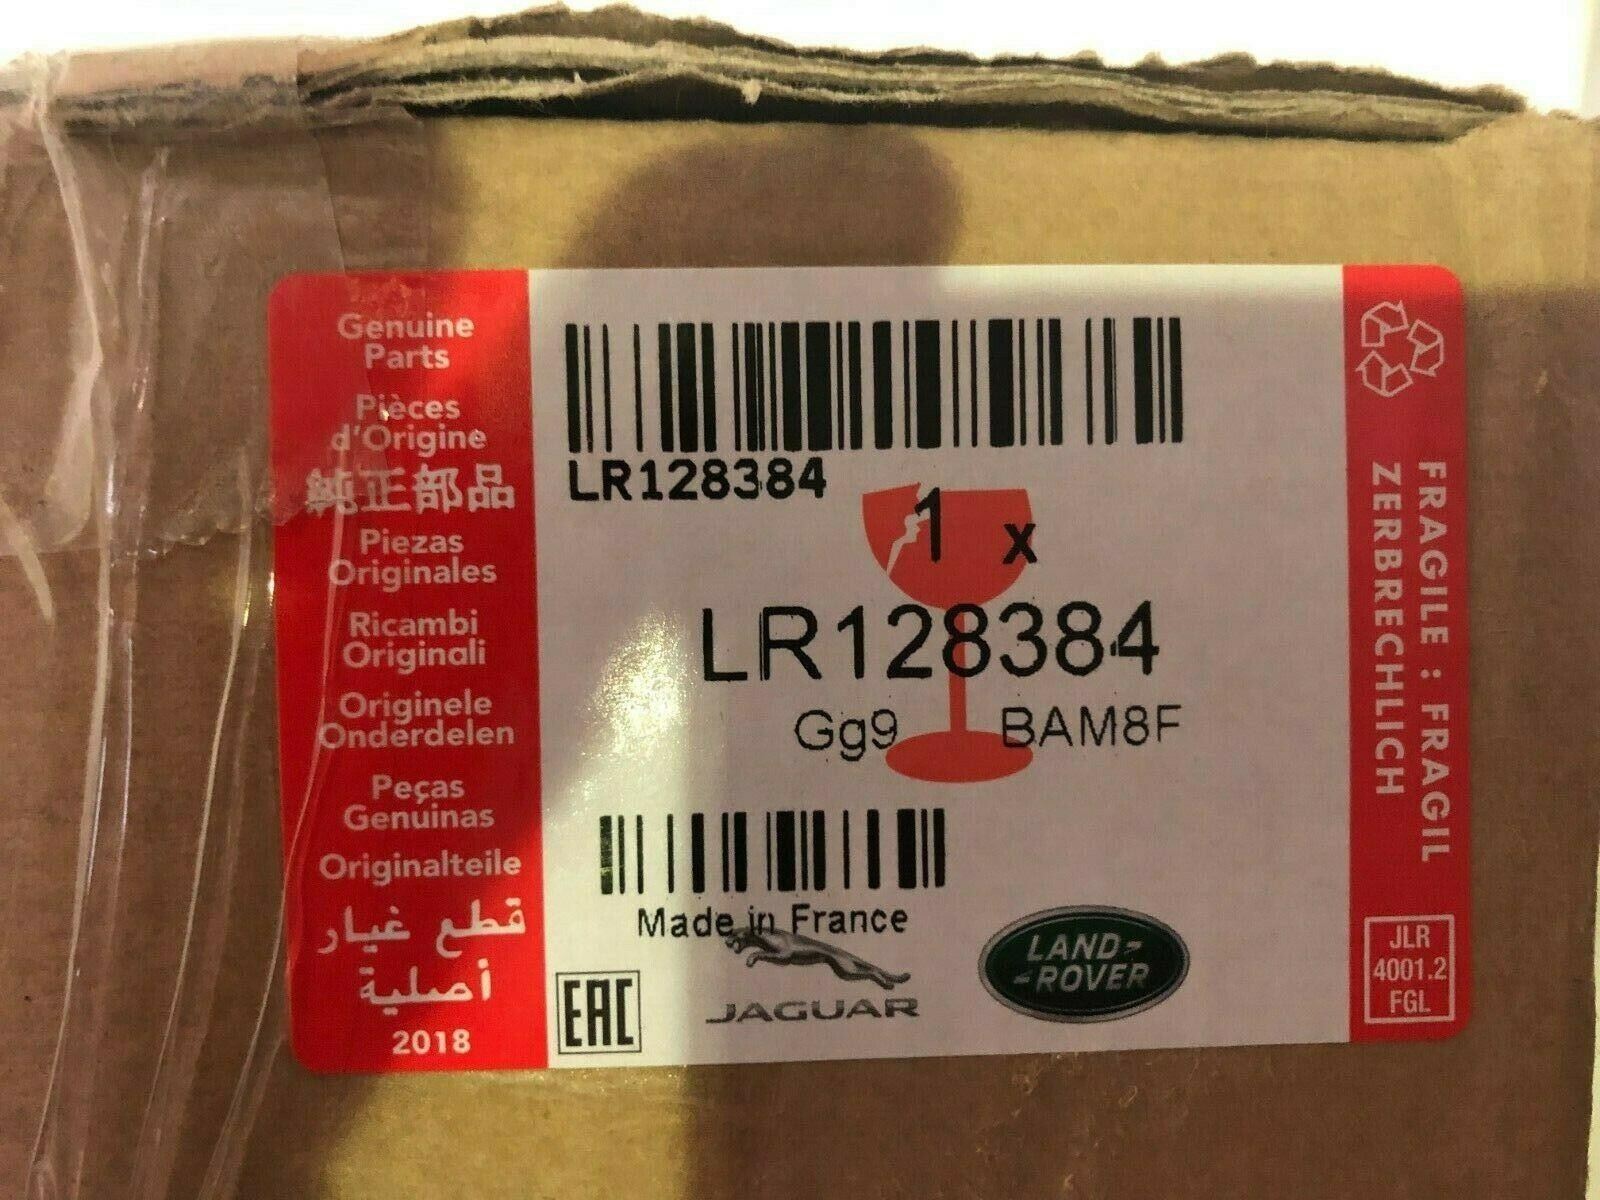 Genuine
Parts
Pièces
d'Origine
純正部品
Piezas
Originales
Ricambi
Originali
Originele
Onderdelen
Peças
Genuinas
Originalteile
قطع غيار
أصلية
2018
LR128384
1 x
LR128384
Gg9 BAM8F
Made in France
EAC
JAGUAR
LAND-
-ROVER
FRAGILE : FRAGIL
ZERBRECHLICH
JLR
4001.2
FGL